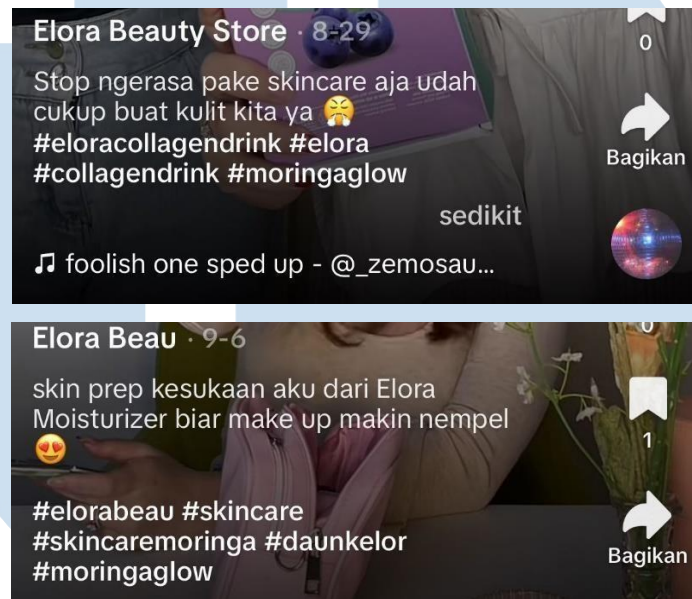 Elora Beauty Store · 8-29
0
Stop ngerasa pake skincare aja udah
cukup buat kulit kita ya 😤
#eloracollagendrink #elora
#collagendrink #moringaglow
Bagikan
sedikit
♫ foolish one sped up - @_zemosau...
Elora Beau · 9-6
0
skin prep kesukaan aku dari Elora
Moisturizer biar make up makin nempel
😍
1
#elorabeau #skincare
#skincaremoringa #daunkelor
#moringaglow
Bagikan